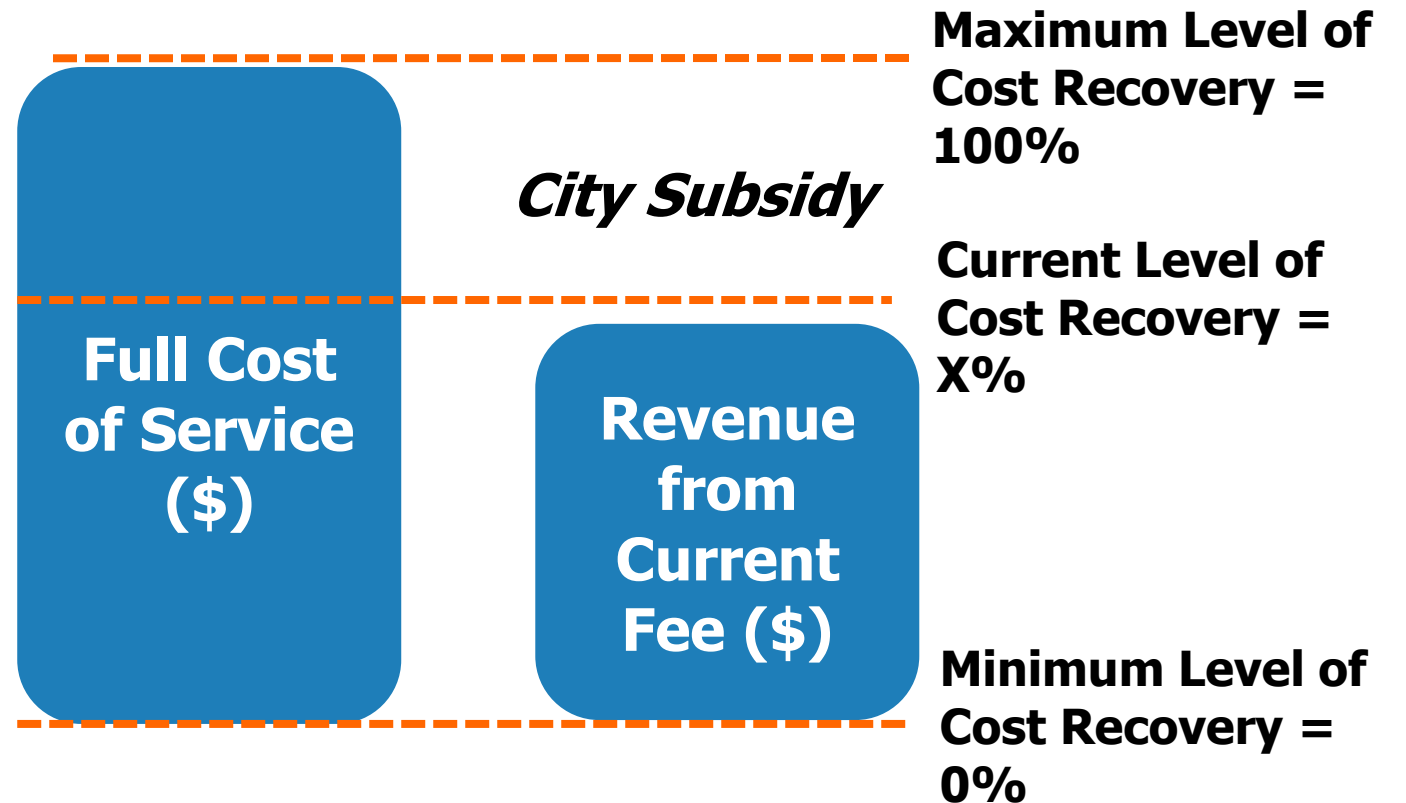 Maximum Level of
Cost Recovery =
100%
City Subsidy
Current Level of
Cost Recovery =
X%
Full Cost
of Service
($)
Revenue
from
Current
Fee ($)
Minimum Level of
Cost Recovery =
0%